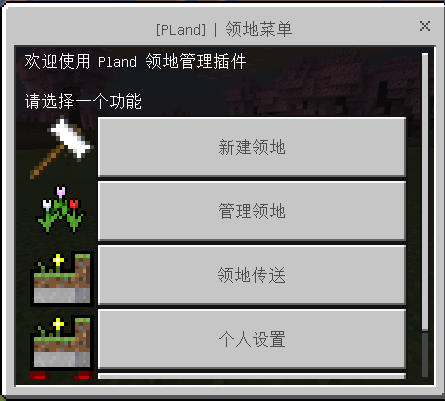 [PLand] | 领地菜单
欢迎使用 Pland 领地管理插件
请选择一个功能
新建领地
管理领地
领地传送
个人设置